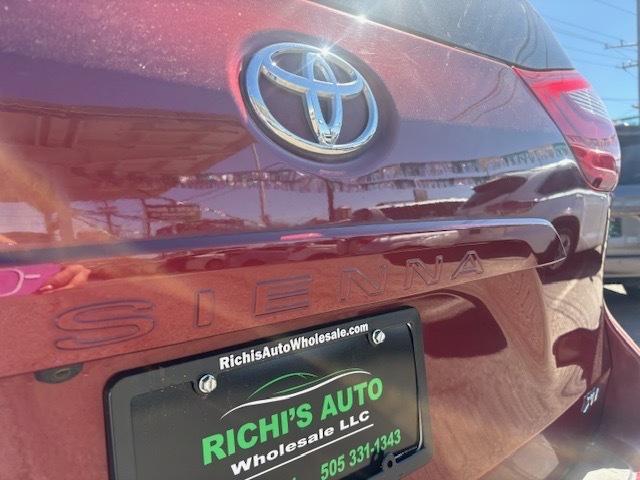 SIENNA
RichisAutoWholesale.com
RICHI'S AUTO
Wholesale LLC
505 331-1343